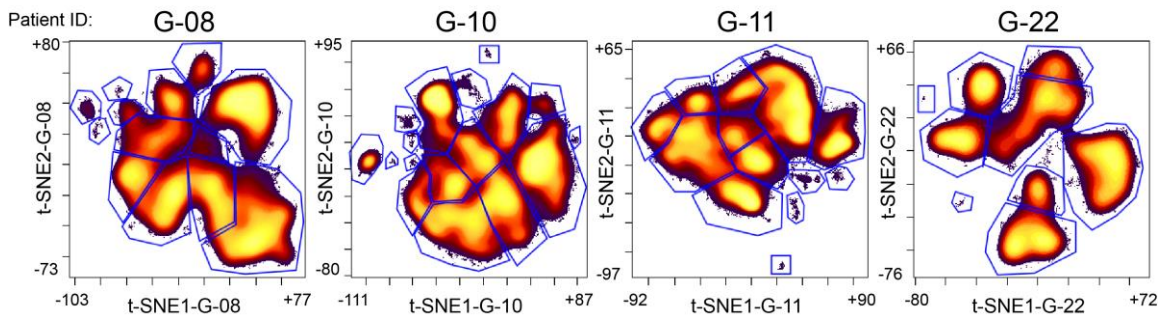 Patient ID: G-08 G-10 G-11 G-22
+80 +95 +65 +66
t-SNE2-G-08 t-SNE2-G-10 t-SNE2-G-11 t-SNE2-G-22
-73 -80 -97 -76
-103 +77 -111 +87 -92 +90 -80 +72
t-SNE1-G-08 t-SNE1-G-10 t-SNE1-G-11 t-SNE1-G-22